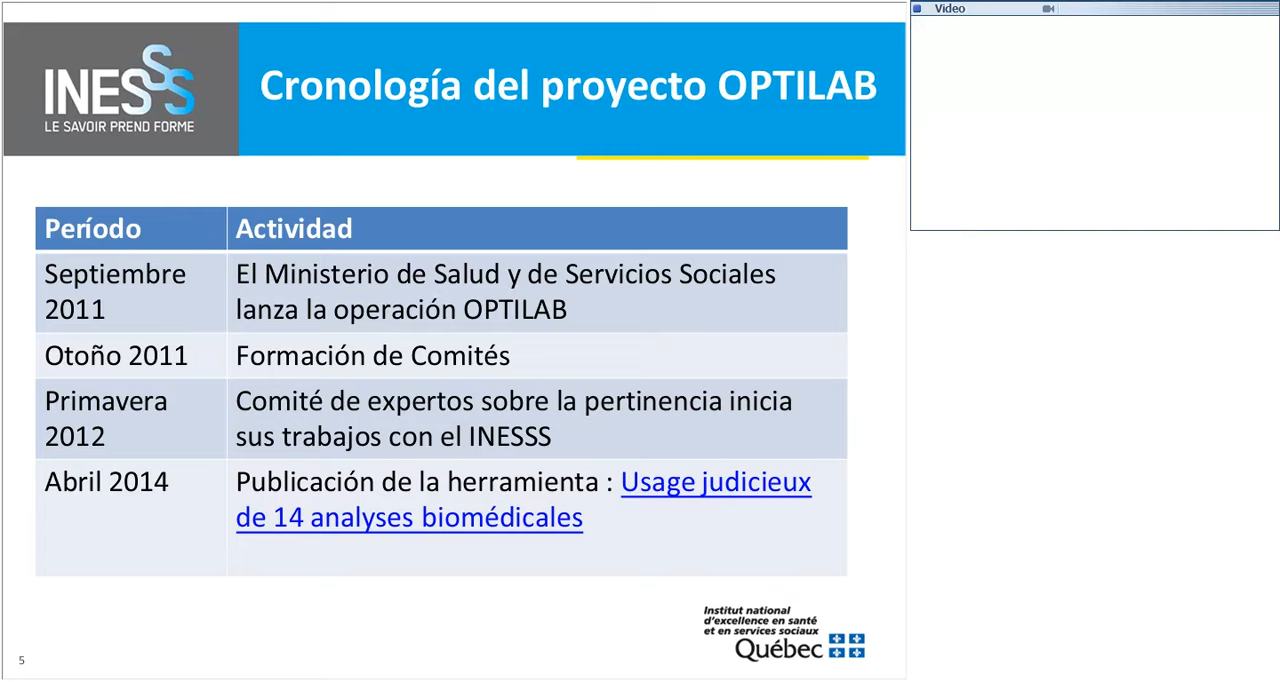 Video
INESSS
LE SAVOIR PREND FORME
Cronología del proyecto OPTILAB
Período
Actividad
Septiembre
2011
El Ministerio de Salud y de Servicios Sociales
lanza la operación OPTILAB
Otoño 2011
Formación de Comités
Primavera
2012
Comité de expertos sobre la pertinencia inicia
sus trabajos con el INESSS
Abril 2014
Publicación de la herramienta : Usage judicieux
de 14 analyses biomédicales
Institut national
d'excellence en santé
et en services sociaux
Québec
5